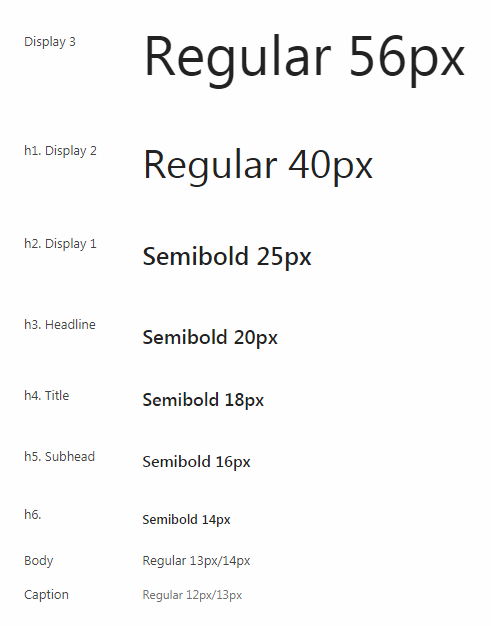 Display 3 Regular 56px
h1. Display 2 Regular 40px
h2. Display 1 Semibold 25px
h3. Headline Semibold 20px
h4. Title Semibold 18px
h5. Subhead Semibold 16px
h6. Semibold 14px
Body Regular 13px/14px
Caption Regular 12px/13px